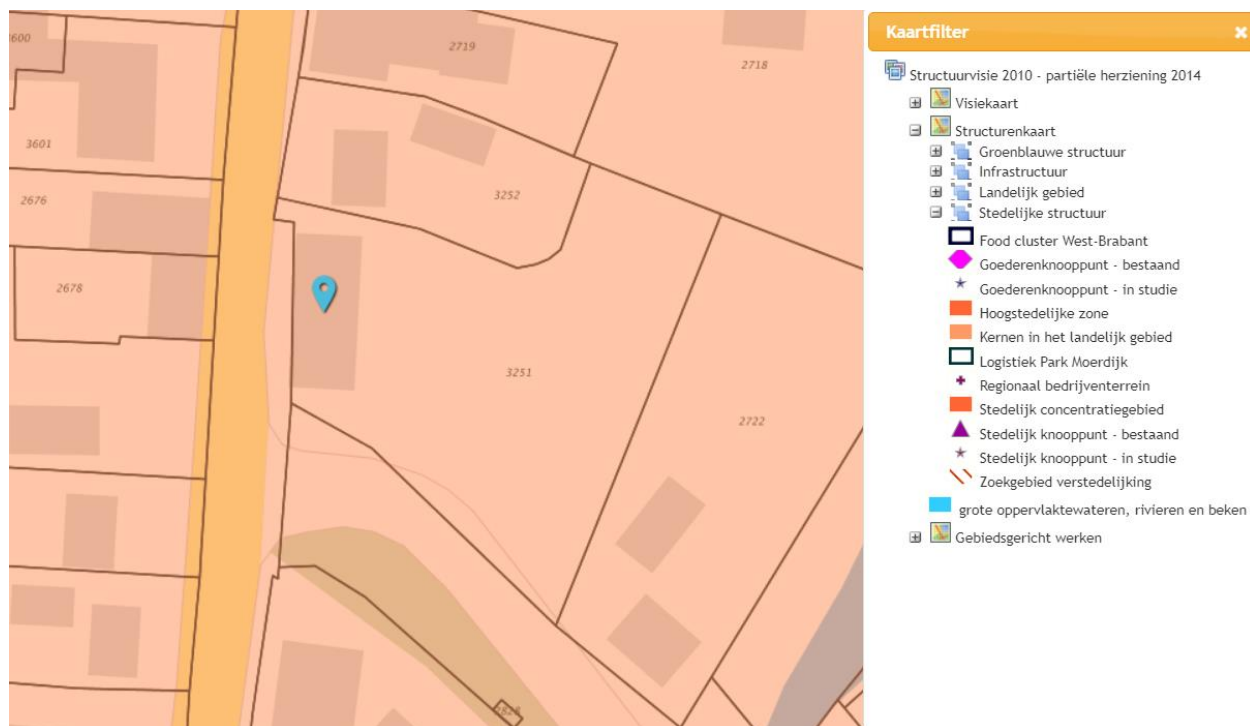 3600
2719
2718
3601
2676
3252
2678
3251
2722
2828
Kaartfilter
Structuurvisie 2010 - partiële herziening 2014
Visiekaart
Structurenkaart
Groenblauwe structuur
Infrastructuur
Landelijk gebied
Stedelijke structuur
Food cluster West-Brabant
Goederenknooppunt - bestaand
Goederenknooppunt - in studie
Hoogstedelijke zone
Kernen in het landelijk gebied
Logistiek Park Moerdijk
Regionaal bedrijventerrein
Stedelijk concentratiegebied
Stedelijk knooppunt - bestaand
Stedelijk knooppunt - in studie
Zoekgebied verstedelijking
grote oppervlaktewateren, rivieren en beken
Gebiedsgericht werken